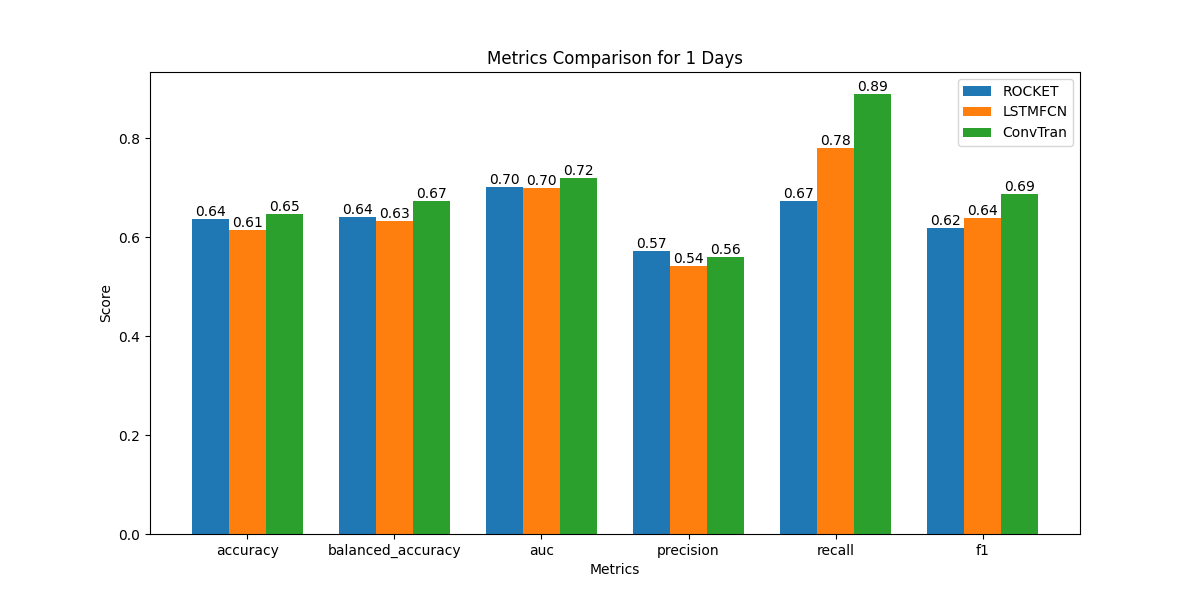 Metrics Comparison for 1 Days
ROCKET
LSTMFCN
ConvTran
Score
0.8
0.6
0.4
0.2
0.0
0.64
0.61
0.65
0.64
0.63
0.67
0.70
0.70
0.72
0.57
0.54
0.56
0.67
0.78
0.89
0.62
0.64
0.69
accuracy
balanced_accuracy
auc
precision
recall
f1
Metrics